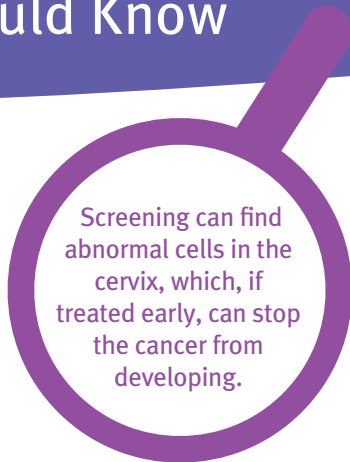 uld Know
Screening can find
abnormal cells in the
cervix, which, if
treated early, can stop
the cancer from
developing.